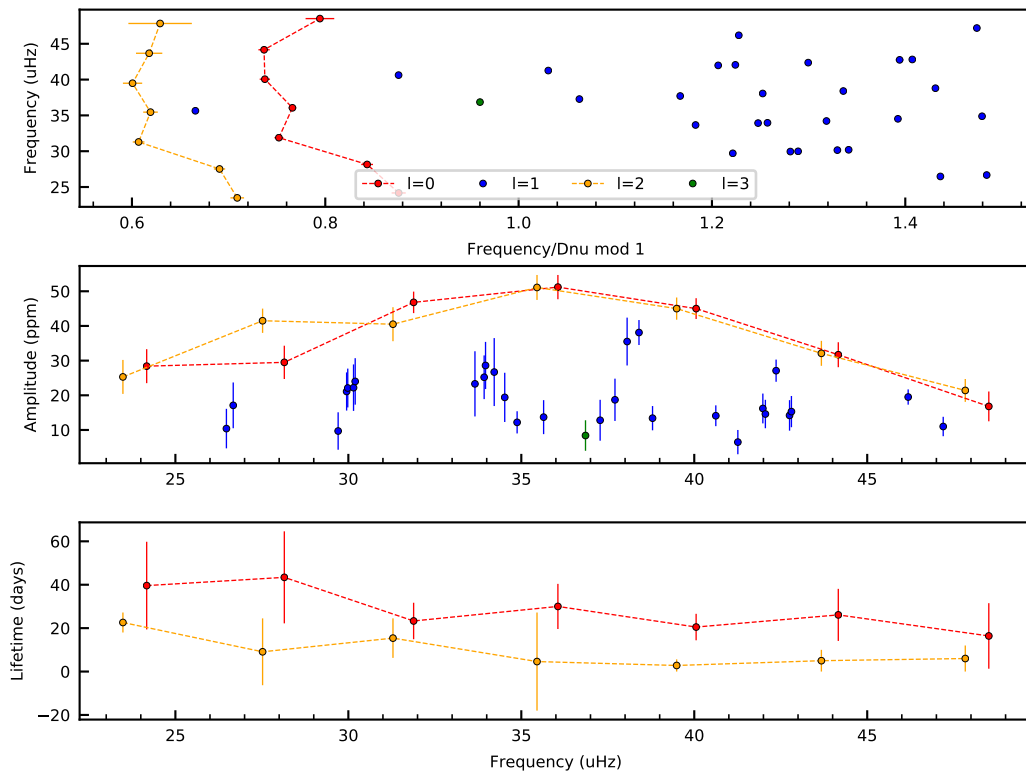 Frequency (uHz)
45
40
35
30
25
l=0 l=1 l=2 l=3
0.6 0.8 1.0 1.2 1.4
Frequency/Dnu mod 1
Amplitude (ppm)
50
40
30
20
10
25 30 35 40 45
Lifetime (days)
60
40
20
0
−20
25 30 35 40 45
Frequency (uHz)